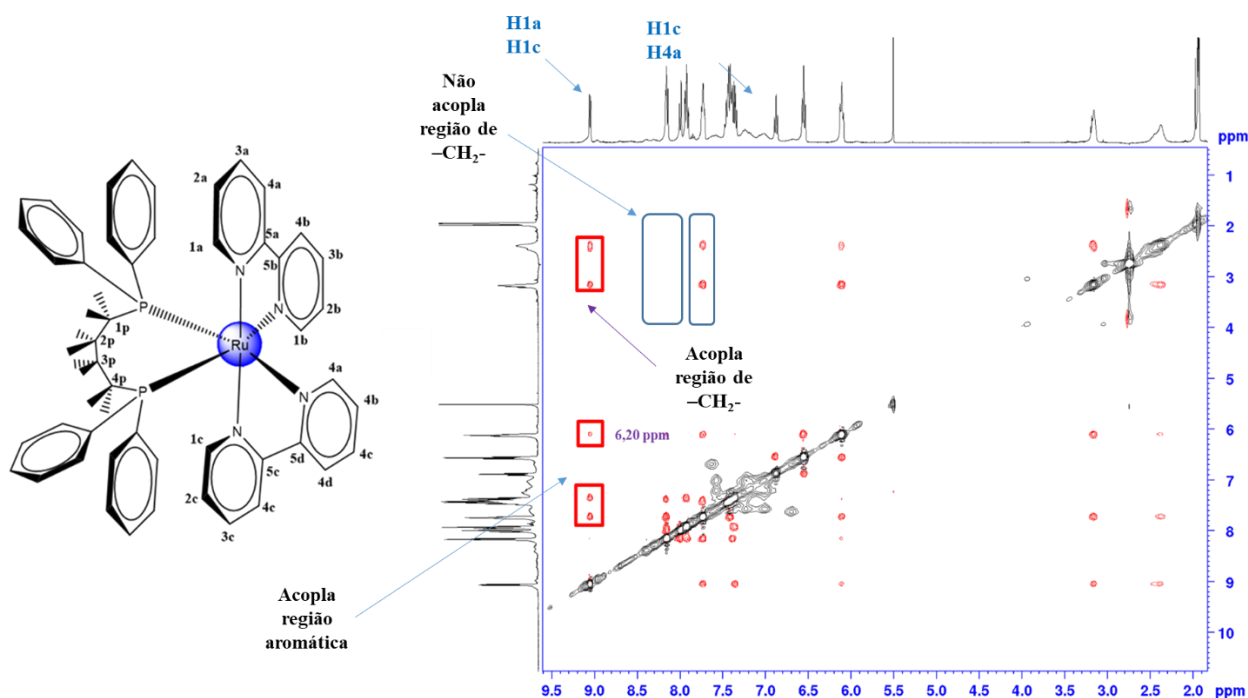 H1a
H1c
H1c
H4a
Não
acopla
região de
–CH₂-
ppm
3a
2a
4a
1a
5a
4b
5b
3b
N
N
2b
1b
P
1p
2p
3p
4p
P
Ru
4a
N
4b
1c
N
5d
4c
5c
4d
2c
4c
3c
Acopla
região de
–CH₂-
6,20 ppm
Acopla
região
aromática
1
2
3
4
5
6
7
8
9
10
9.5 9.0 8.5 8.0 7.5 7.0 6.5 6.0 5.5 5.0 4.5 4.0 3.5 3.0 2.5 2.0 ppm